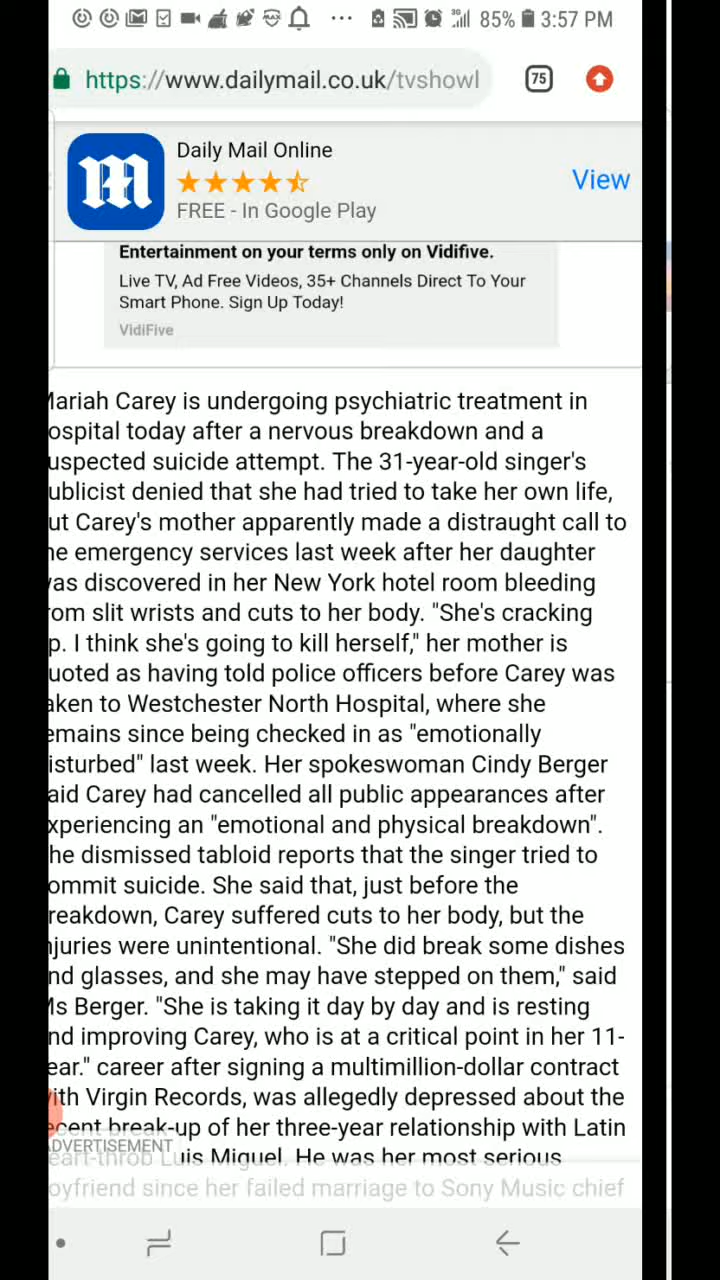 85% 3:57 PM
https://www.dailymail.co.uk/tvshowl
75
Daily Mail Online
View
FREE - In Google Play
Entertainment on your terms only on Vidifive.
Live TV, Ad Free Videos, 35+ Channels Direct To Your
Smart Phone. Sign Up Today!
VidiFive
Mariah Carey is undergoing psychiatric treatment in
ospital today after a nervous breakdown and a
uspected suicide attempt. The 31-year-old singer's
ublicist denied that she had tried to take her own life,
ut Carey's mother apparently made a distraught call to
he emergency services last week after her daughter
was discovered in her New York hotel room bleeding
rom slit wrists and cuts to her body. "She's cracking
p. I think she's going to kill herself," her mother is
uoted as having told police officers before Carey was
aken to Westchester North Hospital, where she
emains since being checked in as "emotionally
isturbed" last week. Her spokeswoman Cindy Berger
aid Carey had cancelled all public appearances after
xperiencing an "emotional and physical breakdown".
he dismissed tabloid reports that the singer tried to
ommit suicide. She said that, just before the
reakdown, Carey suffered cuts to her body, but the
njuries were unintentional. "She did break some dishes
nd glasses, and she may have stepped on them," said
Ms Berger. "She is taking it day by day and is resting
nd improving Carey, who is at a critical point in her 11-
ear." career after signing a multimillion-dollar contract
with Virgin Records, was allegedly depressed about the
ecent break-up of her three-year relationship with Latin
ADVERTISEMENT
eart-throb Luis Miguel. He was her most serious
oyfriend since her failed marriage to Sony Music chief